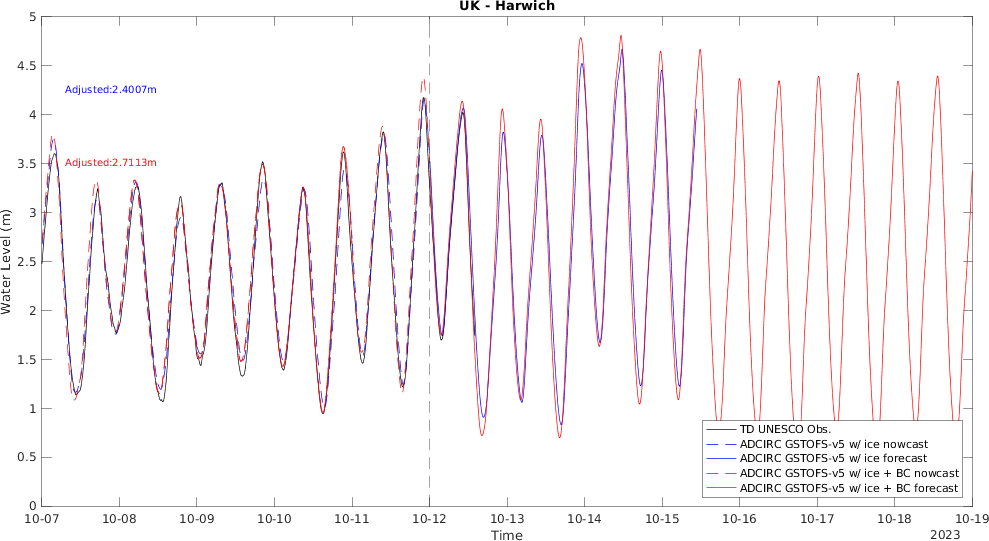 UK - Harwich
5
4.5
4
3.5
3
2.5
2
1.5
1
0.5
0
Water Level (m)
Adjusted:2.4007m
Adjusted:2.7113m
TD UNESCO Obs.
ADCIRC GSTOFS-v5 w/ ice nowcast
ADCIRC GSTOFS-v5 w/ ice forecast
ADCIRC GSTOFS-v5 w/ ice + BC nowcast
ADCIRC GSTOFS-v5 w/ ice + BC forecast
10-07 10-08 10-09 10-10 10-11 10-12 10-13 10-14 10-15 10-16 10-17 10-18 10-19
Time
2023